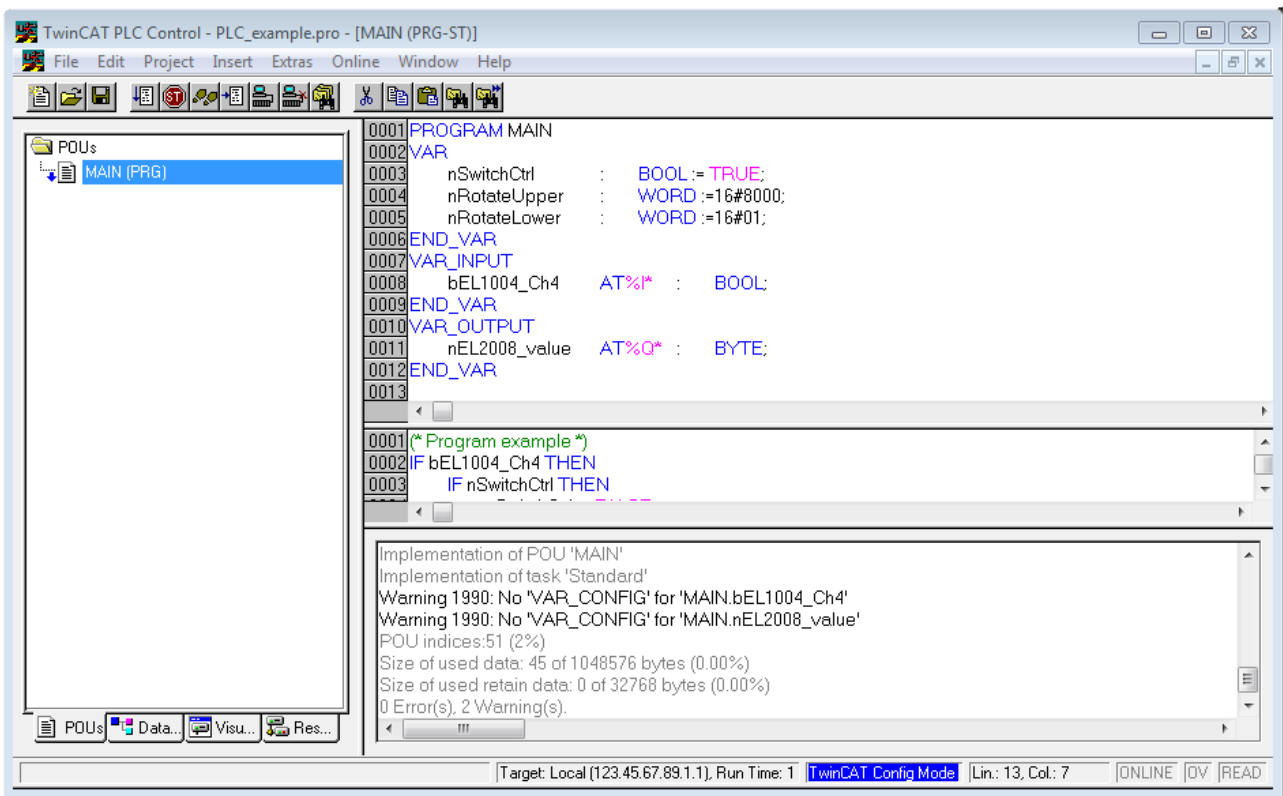 TwinCAT PLC Control - PLC_example.pro - [MAIN (PRG-ST)]
File Edit Project Insert Extras Online Window Help
POUs
MAIN (PRG)
0001 PROGRAM MAIN
0002 VAR
0003 nSwitchCtrl : BOOL := TRUE;
0004 nRotateUpper : WORD :=16#8000;
0005 nRotateLower : WORD :=16#01;
0006 END_VAR
0007 VAR_INPUT
0008 bEL1004_Ch4 AT%I* : BOOL;
0009 END_VAR
0010 VAR_OUTPUT
0011 nEL2008_value AT%Q* : BYTE;
0012 END_VAR
0013
0001 (* Program example *)
0002 IF bEL1004_Ch4 THEN
0003 IF nSwitchCtrl THEN
Implementation of POU 'MAIN'
Implementation of task 'Standard'
Warning 1990: No 'VAR_CONFIG' for 'MAIN.bEL1004_Ch4'
Warning 1990: No 'VAR_CONFIG' for 'MAIN.nEL2008_value'
POU indices:51 (2%)
Size of used data: 45 of 1048576 bytes (0.00%)
Size of used retain data: 0 of 32768 bytes (0.00%)
0 Error(s), 2 Warning(s).
POUs Data... Visu... Res...
Target: Local (123.45.67.89.1.1), Run Time: 1 TwinCAT Config Mode Lin.: 13, Col.: 7 ONLINE OV READ